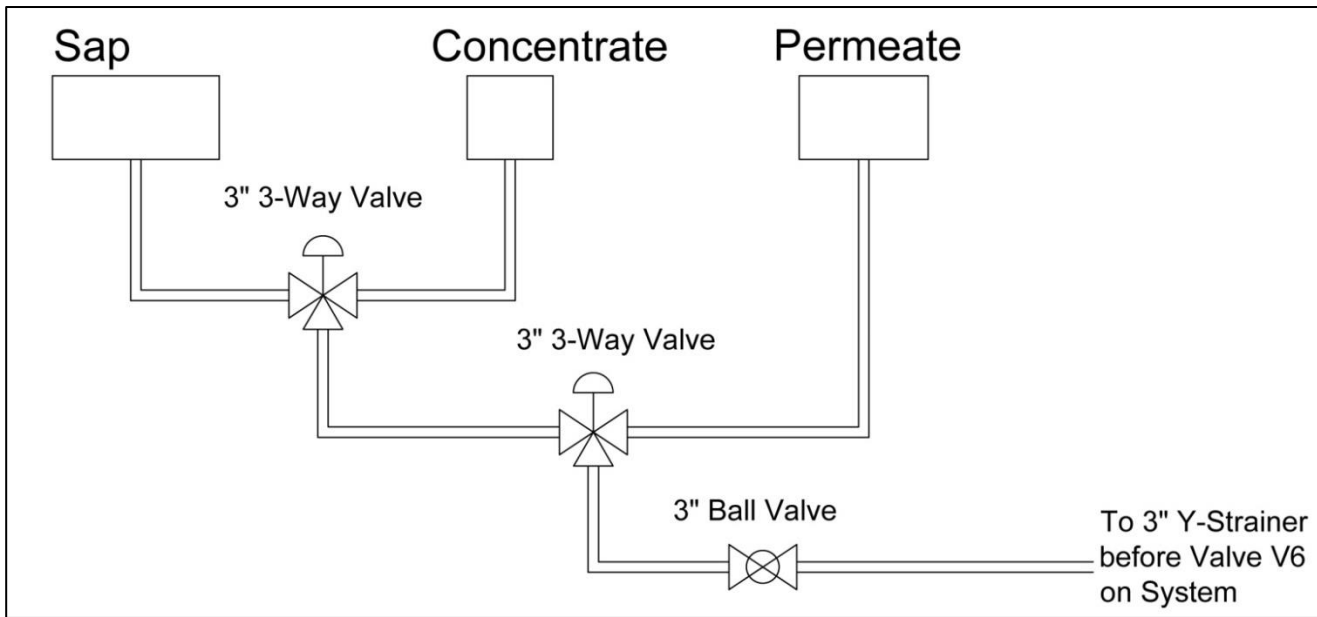 Sap
Concentrate
Permeate
3" 3-Way Valve
3" 3-Way Valve
3" Ball Valve
To 3" Y-Strainer
before Valve V6
on System